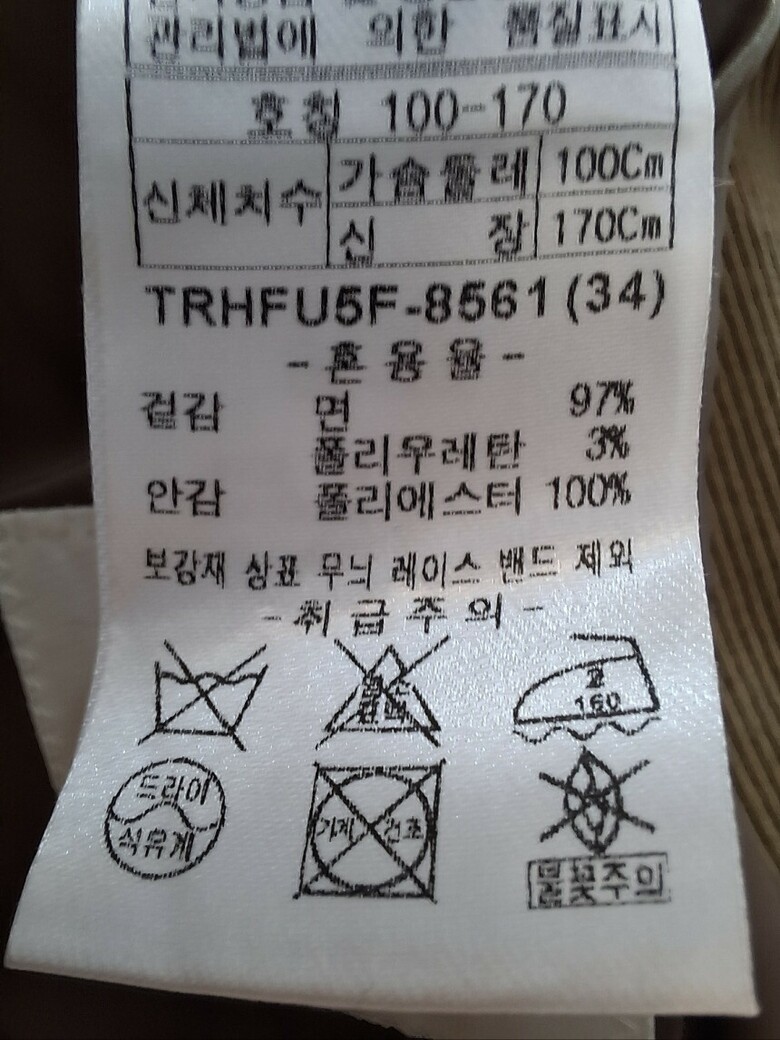 관리법에 의한 품질표시
호칭 100-170
신체치수 가슴둘레 100Cm
신 장 170Cm
TRHFU5F-8561(34)
-혼용율-
겉감 면 97%
폴리우레탄 3%
안감 폴리에스터 100%
보강재 상표 무늬 레이스 밴드 제외
-취급주의-
160
드라이
석유계
기계 건조
불꽃주의